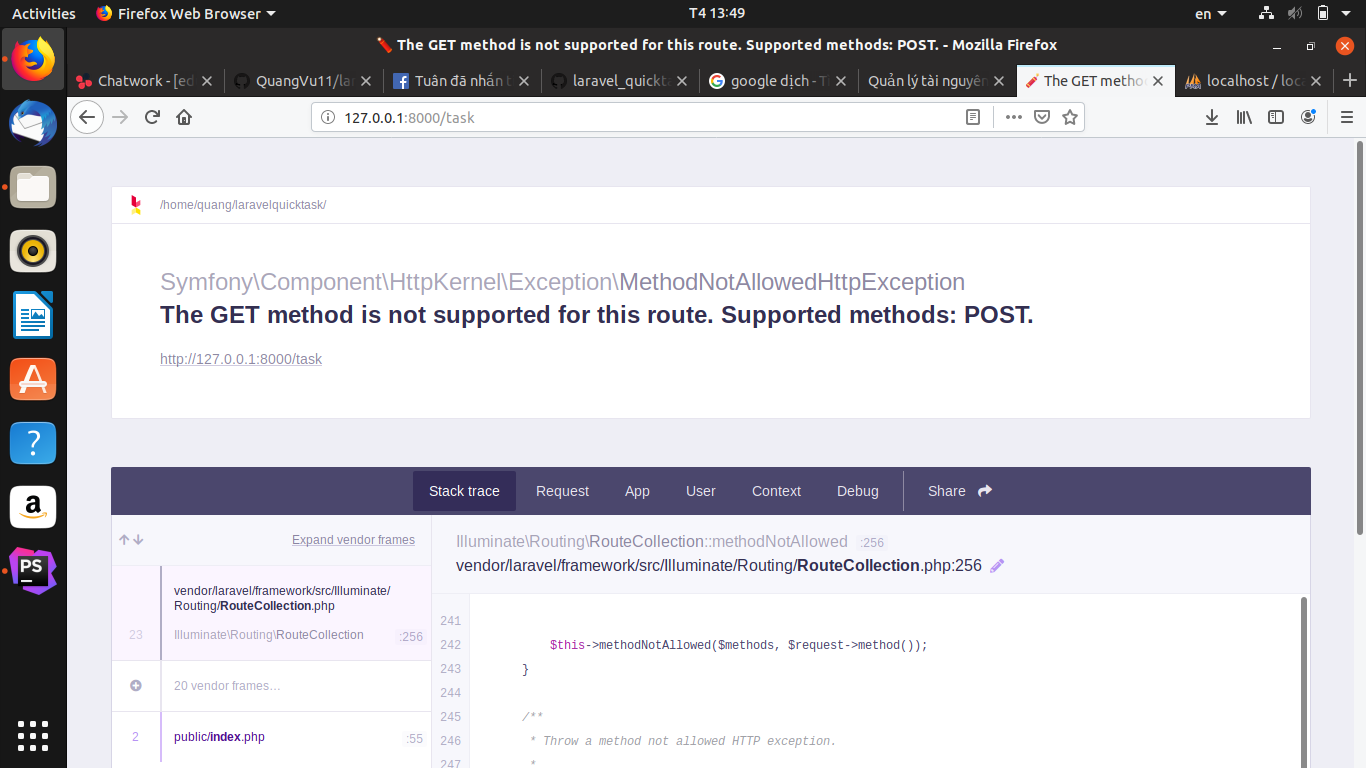 Activities Firefox Web Browser T4 13:49 en
The GET method is not supported for this route. Supported methods: POST. - Mozilla Firefox
Chatwork - [ed QuangVu11/lar Tuân đã nhắn t laravel_quickta google dịch - T Quản lý tài nguyên The GET metho localhost / loca
127.0.0.1:8000/task
/home/quang/laravelquicktask/
Symfony\Component\HttpKernel\Exception\MethodNotAllowedHttpException
The GET method is not supported for this route. Supported methods: POST.
http://127.0.0.1:8000/task
Stack trace Request App User Context Debug Share
Expand vendor frames
Illuminate\Routing\RouteCollection::methodNotAllowed :256
vendor/laravel/framework/src/Illuminate/Routing/RouteCollection.php:256
vendor/laravel/framework/src/Illuminate/
Routing/RouteCollection.php
23 Illuminate\Routing\RouteCollection :256
20 vendor frames…
2 public/index.php :55
241
242 $this->methodNotAllowed($methods, $request->method());
243 }
244
245 /**
246 * Throw a method not allowed HTTP exception.
247 *
?
a
PS